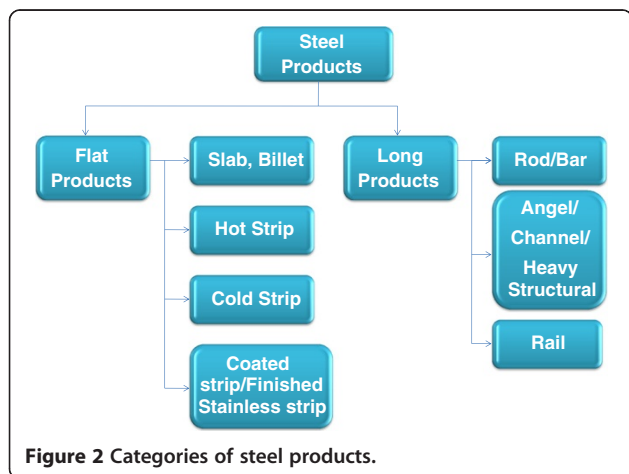 Steel
Products
Flat
Products
Slab, Billet
Hot Strip
Cold Strip
Coated
strip/Finished
Stainless strip
Long
Products
Rod/Bar
Angel/
Channel/
Heavy
Structural
Rail
Figure 2 Categories of steel products.